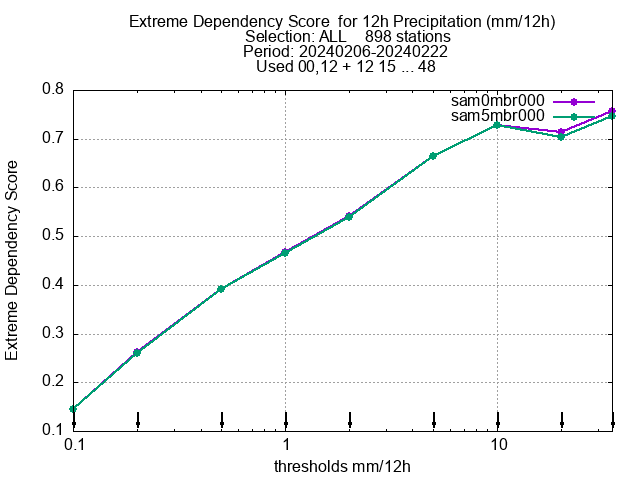 Extreme Dependency Score  for 12h Precipitation (mm/12h)
Selection: ALL    898 stations
Period: 20240206-20240222
Used 00,12 + 12 15 ... 48
sam0mbr000
sam5mbr000
0.8
0.7
0.6
0.5
0.4
0.3
0.2
0.1
Extreme Dependency Score
0.1 1 10
thresholds mm/12h